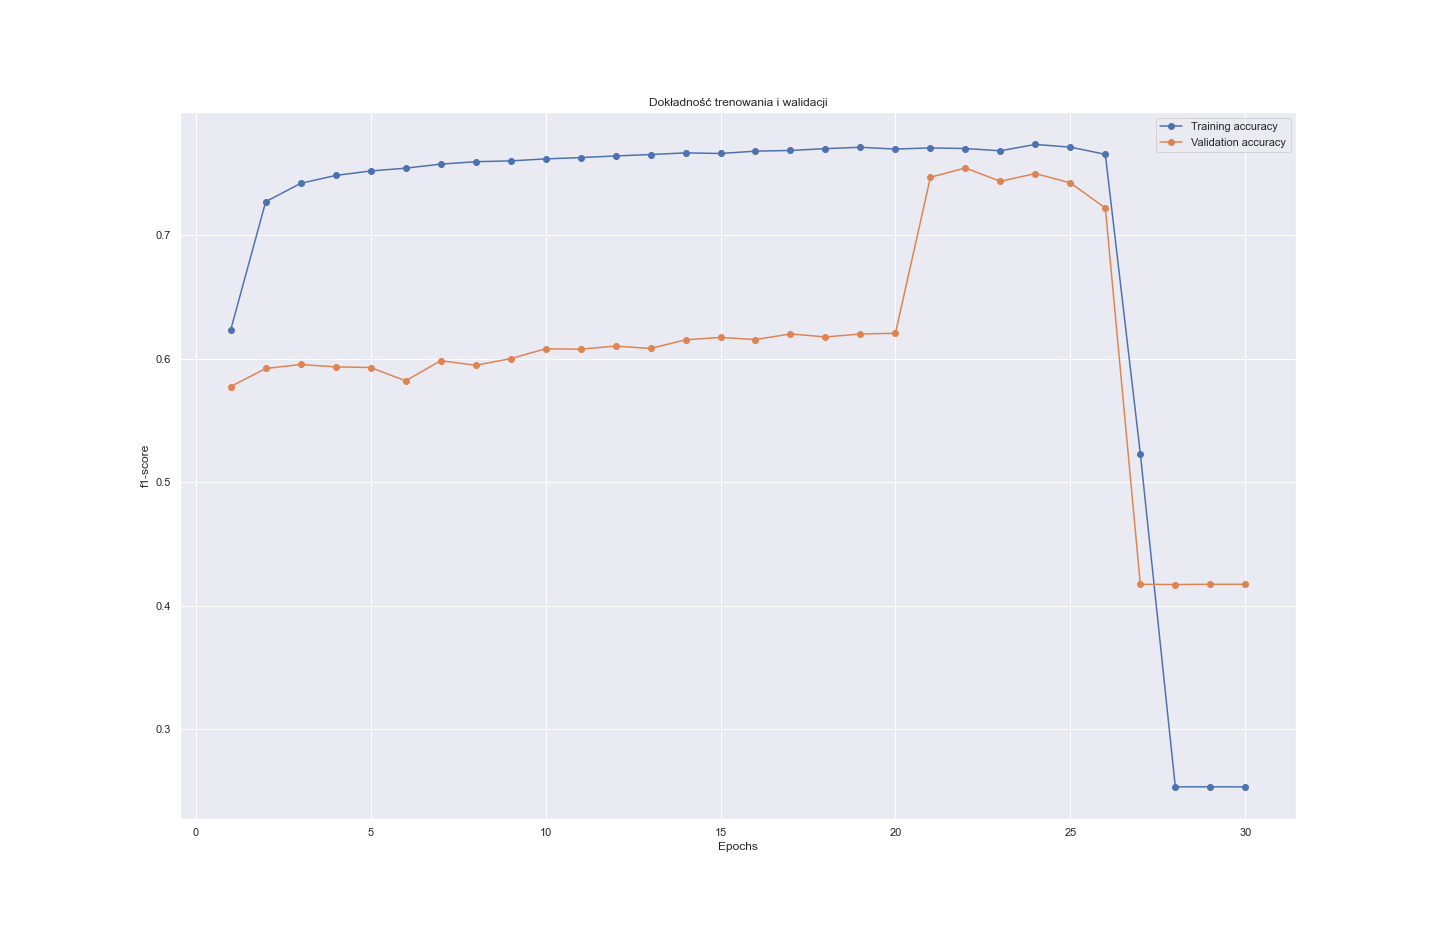 Dokładność trenowania i walidacji
Training accuracy
Validation accuracy
f1-score
0.7
0.6
0.5
0.4
0.3
0 5 10 15 20 25 30
Epochs